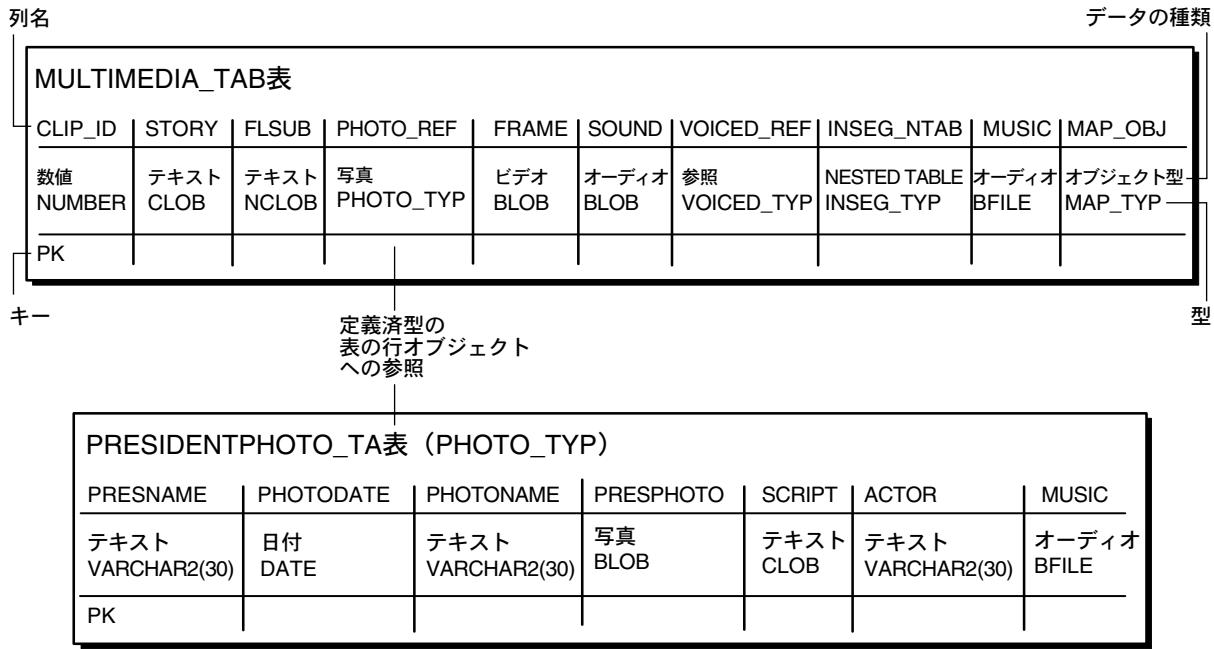 列名
データの種類
MULTIMEDIA_TAB表
CLIP_ID STORY FLSUB PHOTO_REF FRAME SOUND VOICED_REF INSEG_NTAB MUSIC MAP_OBJ
数値 テキスト テキスト 写真 ビデオ オーディオ 参照 NESTED TABLE オーディオ オブジェクト型
NUMBER CLOB NCLOB PHOTO_TYP BLOB BLOB VOICED_TYP INSEG_TYP BFILE MAP_TYP
PK
キー
型
定義済型の
表の行オブジェクト
への参照
PRESIDENTPHOTO_TA表（PHOTO_TYP）
PRESNAME PHOTODATE PHOTONAME PRESPHOTO SCRIPT ACTOR MUSIC
テキスト 日付 テキスト 写真 テキスト テキスト オーディオ
VARCHAR2(30) DATE VARCHAR2(30) BLOB CLOB VARCHAR2(30) BFILE
PK